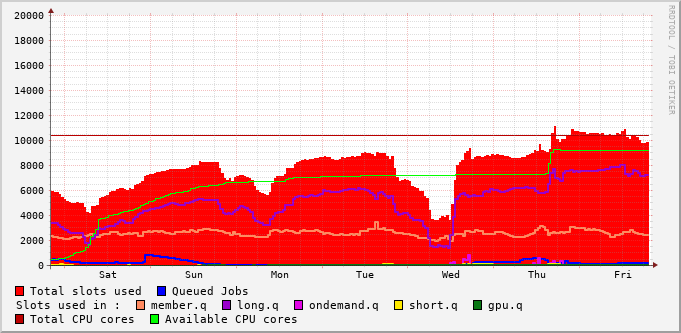 RRDTOOL / TOBI OETIKER
20000
18000
16000
14000
12000
10000
8000
6000
4000
2000
0
Sat Sun Mon Tue Wed Thu Fri
Total slots used Queued Jobs
Slots used in : member.q long.q ondemand.q short.q gpu.q
Total CPU cores Available CPU cores